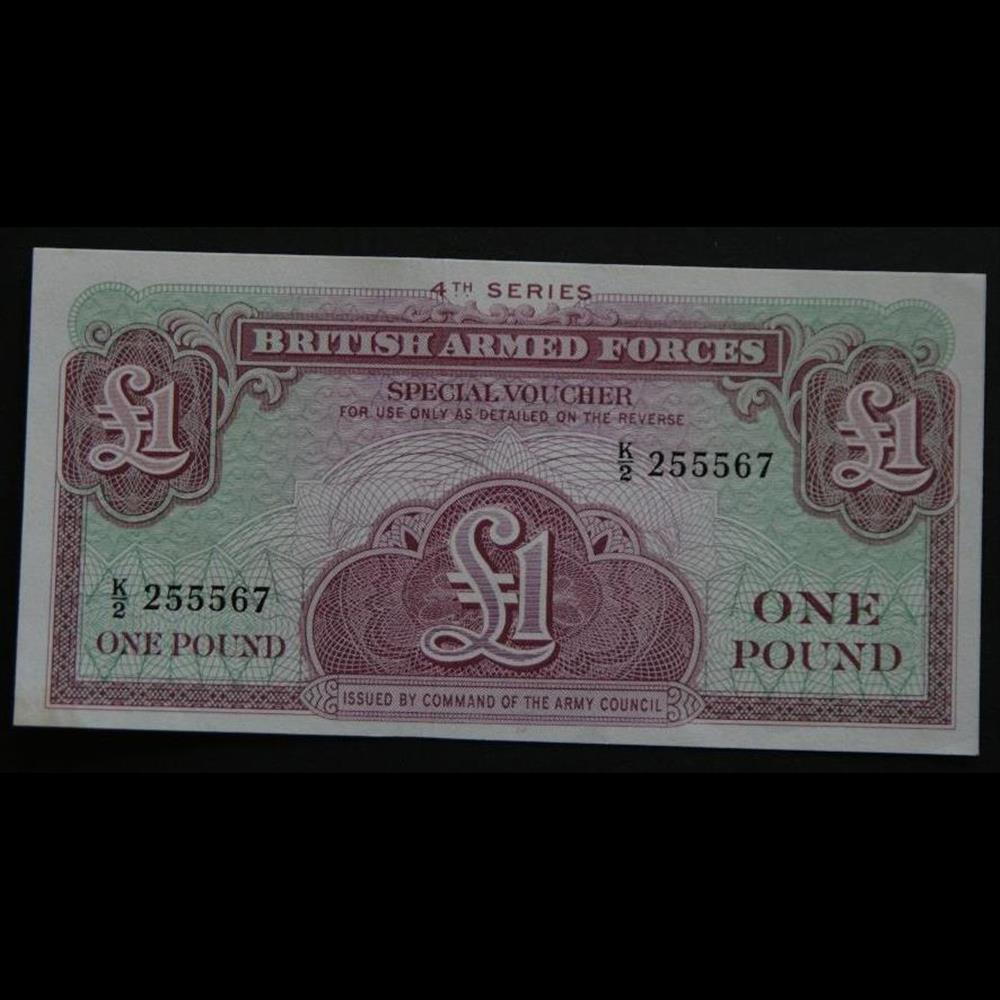 4TH SERIES
BRITISH ARMED FORCES
£1
£1
SPECIAL VOUCHER
FOR USE ONLY AS DETAILED ON THE REVERSE
K/2 255567
£1
K/2 255567
ONE POUND
ONE
POUND
ISSUED BY COMMAND OF THE ARMY COUNCIL